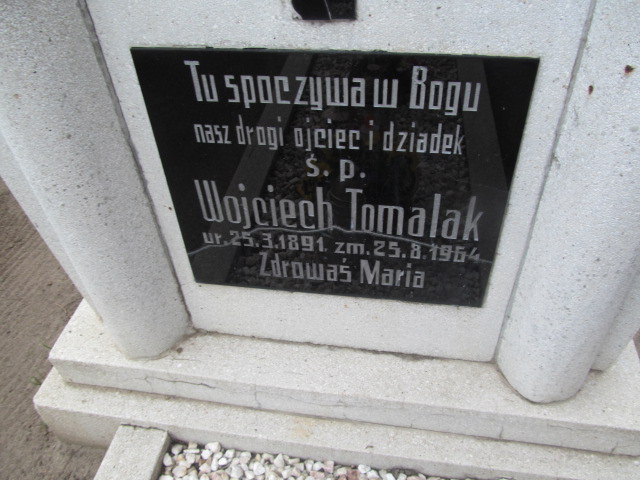 Tu spoczywa w Bogu
nasz drogi ojciec i dziadek
ś. p.
Wojciech Tomalak
ur. 25.3.1891. zm. 25.8.1964
Zdrowaś Maria